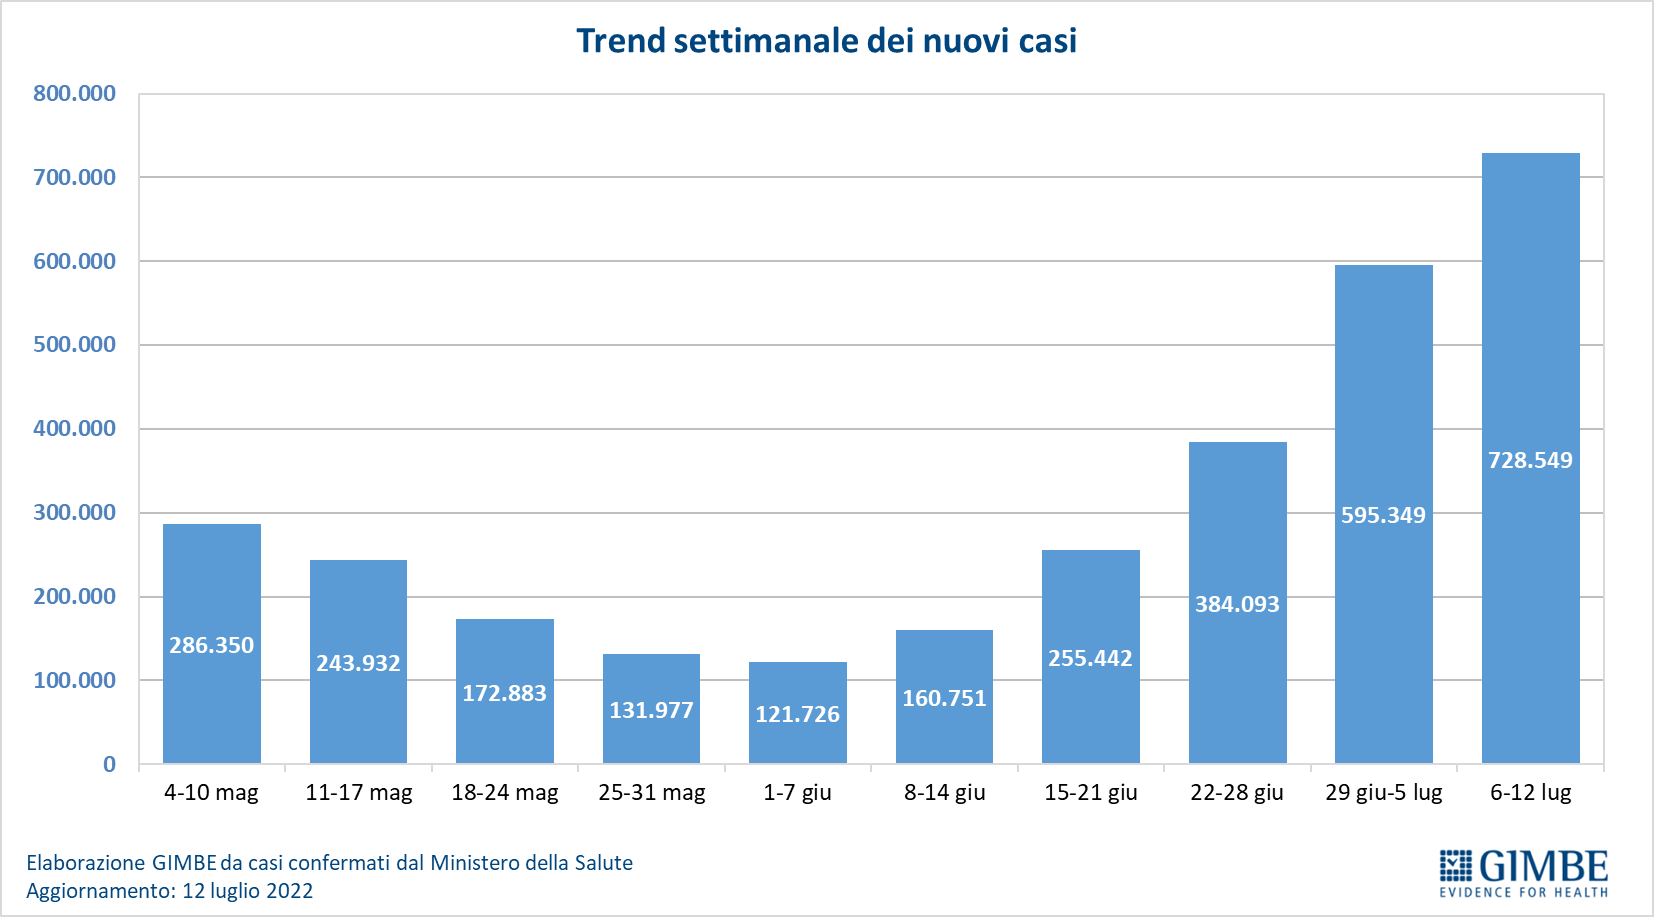 Trend settimanale dei nuovi casi
800.000
700.000
600.000
500.000
400.000
300.000
200.000
100.000
0
286.350
243.932
172.883
131.977
121.726
160.751
255.442
384.093
595.349
728.549
4-10 mag
11-17 mag
18-24 mag
25-31 mag
1-7 giu
8-14 giu
15-21 giu
22-28 giu
29 giu-5 lug
6-12 lug
Elaborazione GIMBE da casi confermati dal Ministero della Salute
Aggiornamento: 12 luglio 2022
GIMBE
EVIDENCE FOR HEALTH